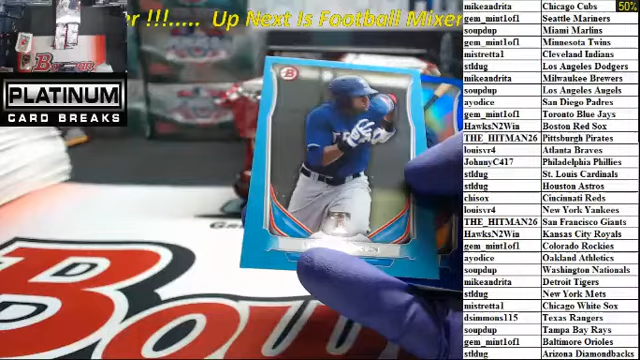 r !!!..... Up Next Is Football Mixer
PLATINUM
CARD BREAKS
Bow
mikeandrita Chicago Cubs 50%
gem_mint1of1 Seattle Mariners
soupdup Miami Marlins
gem_mint1of1 Minnesota Twins
mistretta1 Cleveland Indians
stldug Los Angeles Dodgers
mikeandrita Milwaukee Brewers
soupdup Los Angeles Angels
ayodice San Diego Padres
gem_mint1of1 Toronto Blue Jays
HawksN2Win Boston Red Sox
THE_HITMAN26 Pittsburgh Pirates
louisvr4 Atlanta Braves
JohnnyC417 Philadelphia Phillies
stldug St. Louis Cardinals
stldug Houston Astros
chisox Cincinnati Reds
louisvr4 New York Yankees
THE_HITMAN26 San Francisco Giants
HawksN2Win Kansas City Royals
gem_mint1of1 Colorado Rockies
ayodice Oakland Athletics
soupdup Washington Nationals
mikeandrita Detroit Tigers
stldug New York Mets
mistretta1 Chicago White Sox
dsimmons115 Texas Rangers
soupdup Tampa Bay Rays
gem_mint1of1 Baltimore Orioles
stldug Arizona Diamondbacks